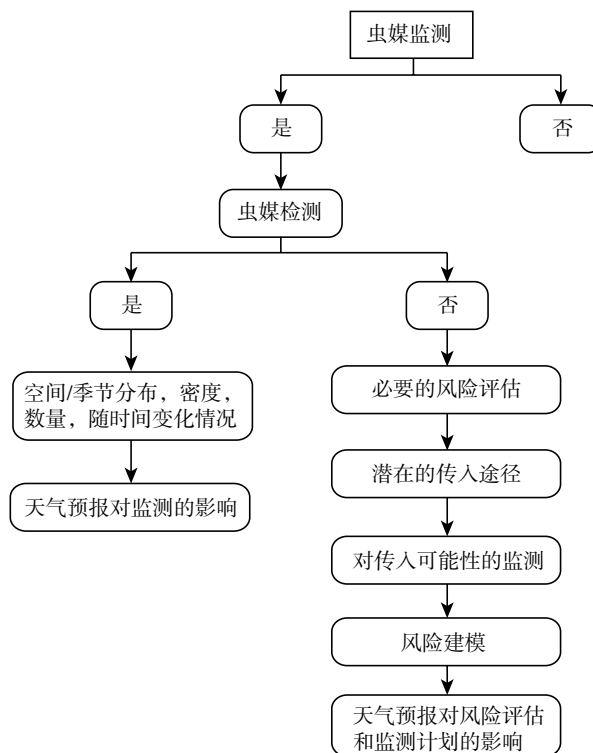 虫媒监测
是
否
虫媒检测
是
否
空间/季节分布，密度，
数量，随时间变化情况
天气预报对监测的影响
必要的风险评估
潜在的传入途径
对传入可能性的监测
风险建模
天气预报对风险评估
和监测计划的影响